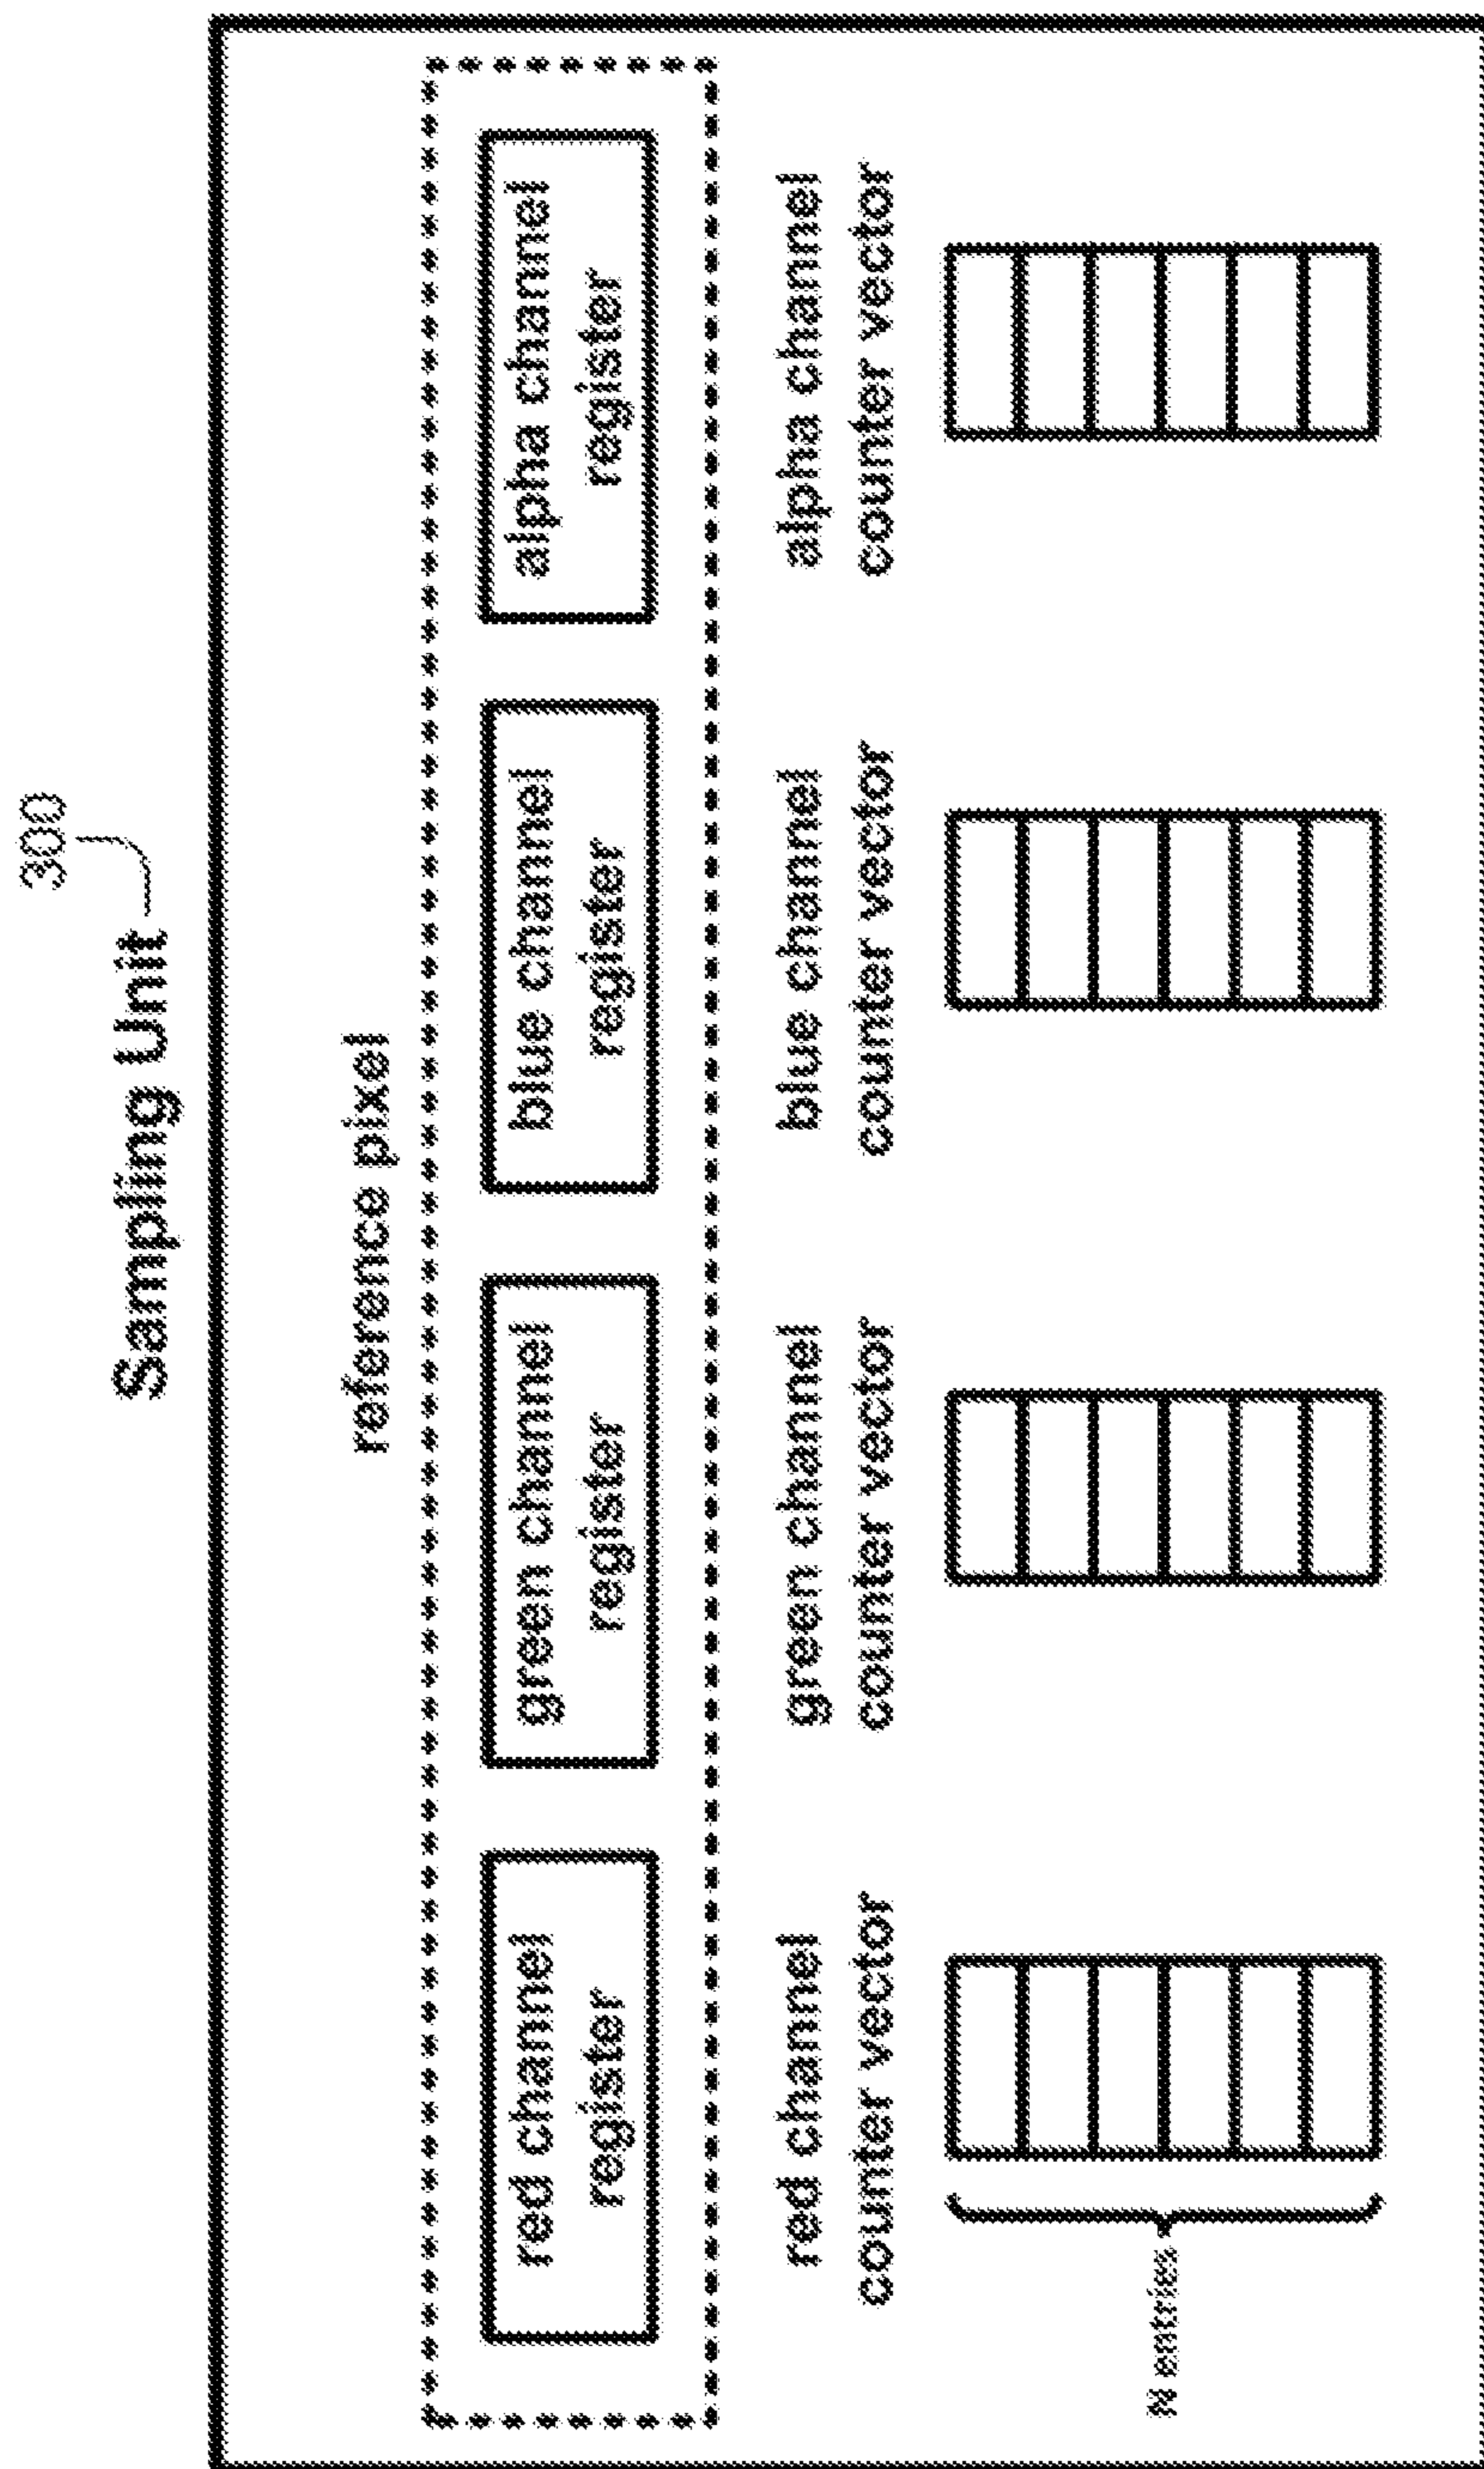 300
Sampling Unit
reference pixel
red channel
register
green channel
register
blue channel
register
alpha channel
register
red channel
counter vector
green channel
counter vector
blue channel
counter vector
alpha channel
counter vector
N entries